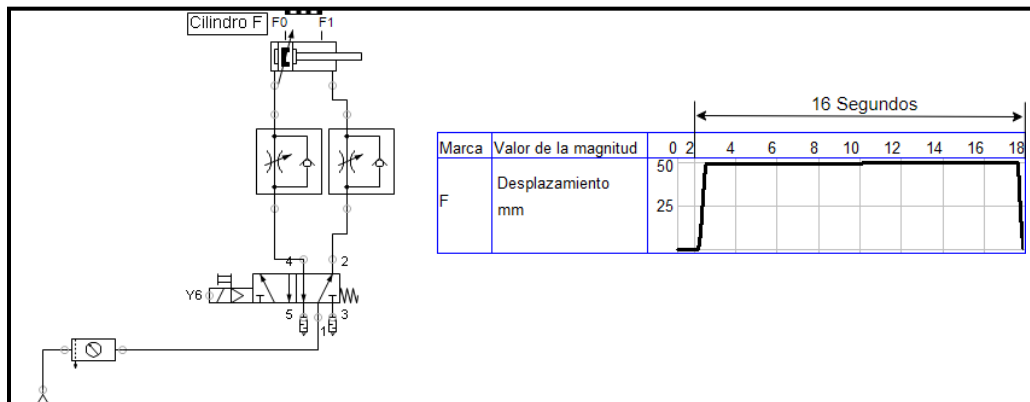 Cilindro F F0 F1
16 Segundos
Marca Valor de la magnitud 0 2 4 6 8 10 12 14 16 18
F Desplazamiento mm 50 25
4 2
Y6
5 3
1